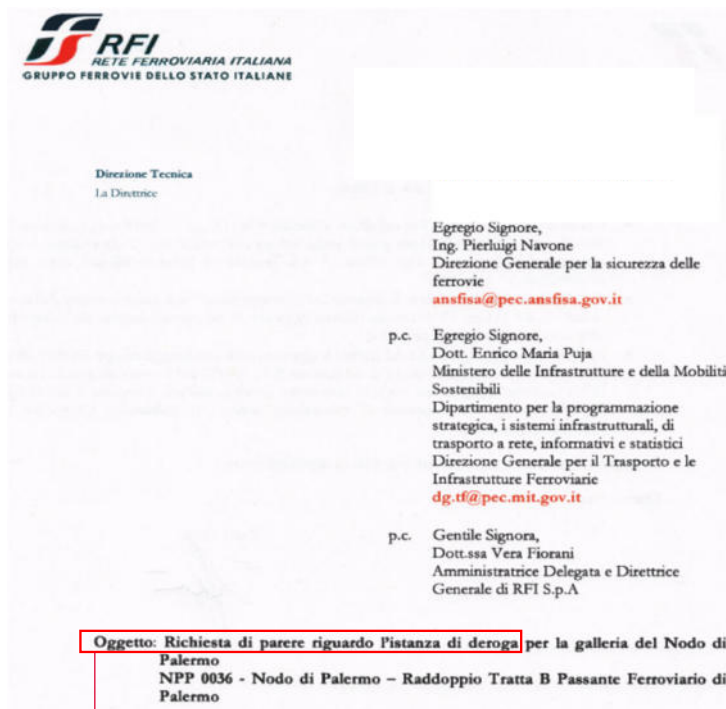 RFI
RETE FERROVIARIA ITALIANA
GRUPPO FERROVIE DELLO STATO ITALIANE
Direzione Tecnica
La Direttrice
Egregio Signore,
Ing. Pierluigi Navone
Direzione Generale per la sicurezza delle
ferrovie
ansfisa@pec.ansfisa.gov.it
p.c. Egregio Signore,
Dott. Enrico Maria Puja
Ministero delle Infrastrutture e della Mobiliti
Sostenibili
Dipartimento per la programmazione
strategica, i sistemi infrastrutturali, di
trasporto a rete, informativi e statistici
Direzione Generale per il Trasporto e le
Infrastrutture Ferroviarie
dg.tf@pec.mit.gov.it
p.c. Gentile Signora,
Dott.ssa Vera Fiorani
Amministratrice Delegata e Direttrice
Generale di RFI S.p.A
Oggetto: Richiesta di parere riguardo l'istanza di deroga per la galleria del Nodo di
Palermo
NPP 0036 - Nodo di Palermo – Raddoppio Tratta B Passante Ferroviario di
Palermo